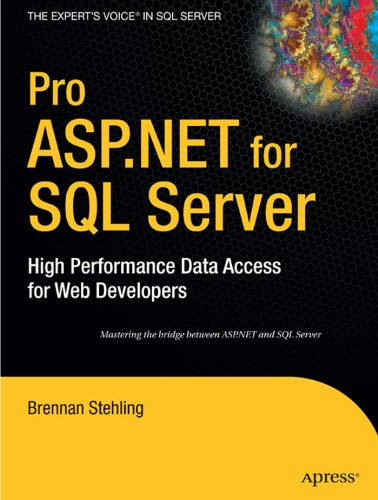 THE EXPERT'S VOICE® IN SQL SERVER
Pro
ASP.NET for
SQL Server
High Performance Data Access
for Web Developers
Mastering the bridge between ASP.NET and SQL Server
Brennan Stehling
Apress®